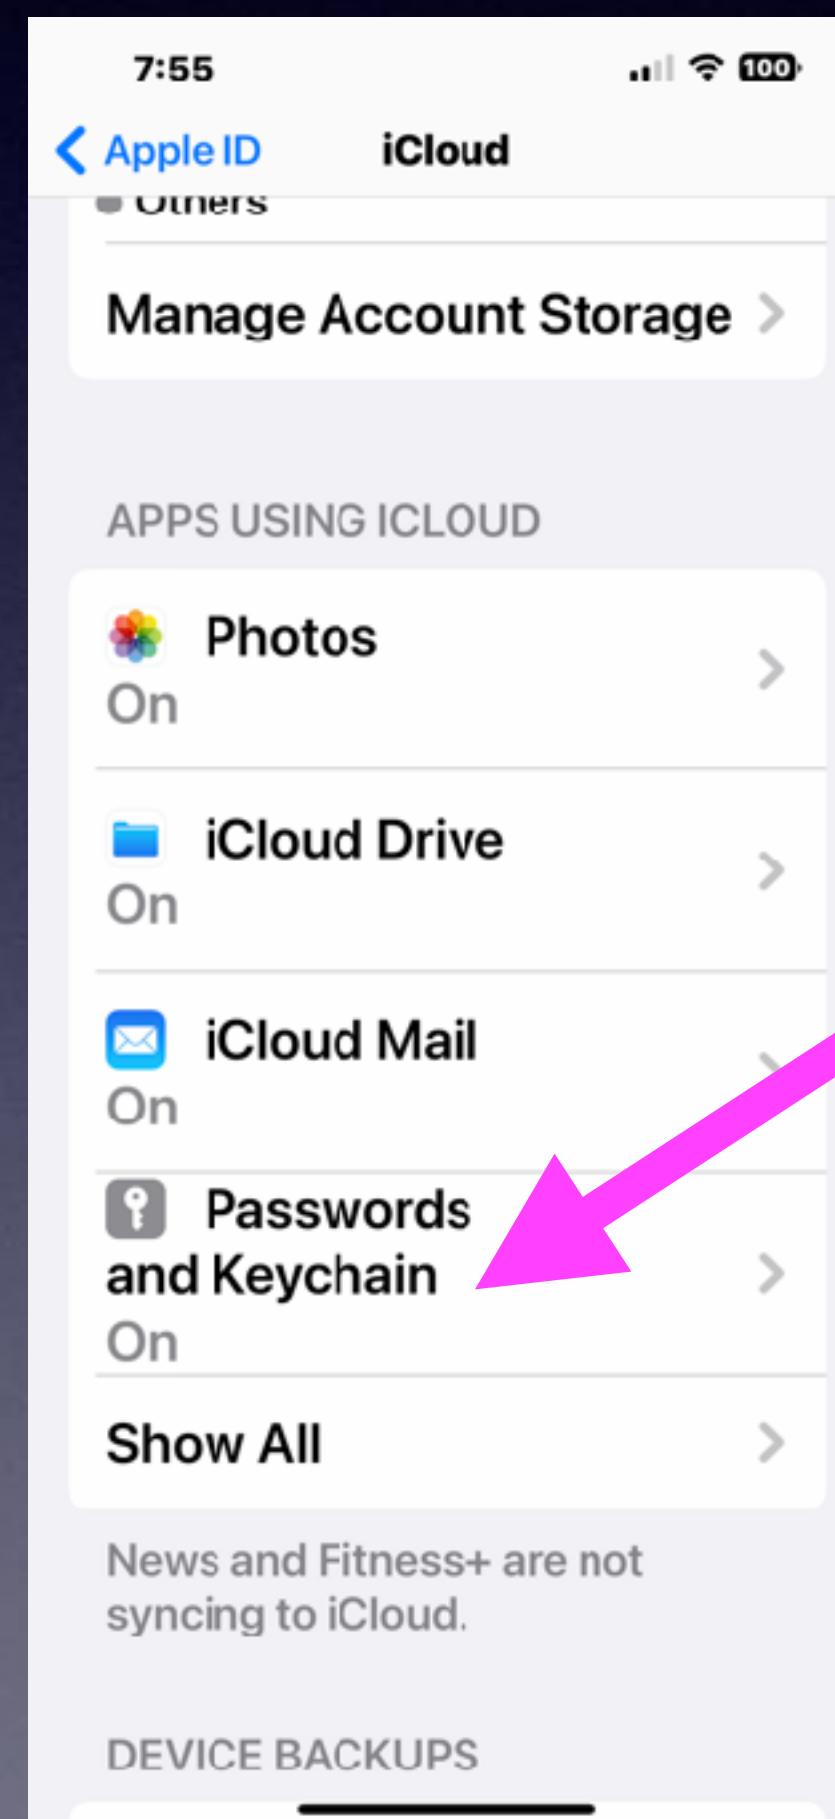 7:55
100
Apple ID
iCloud
Others
Manage Account Storage
APPS USING ICLOUD
Photos
On
iCloud Drive
On
iCloud Mail
On
Passwords
and Keychain
On
Show All
News and Fitness+ are not
syncing to iCloud.
DEVICE BACKUPS